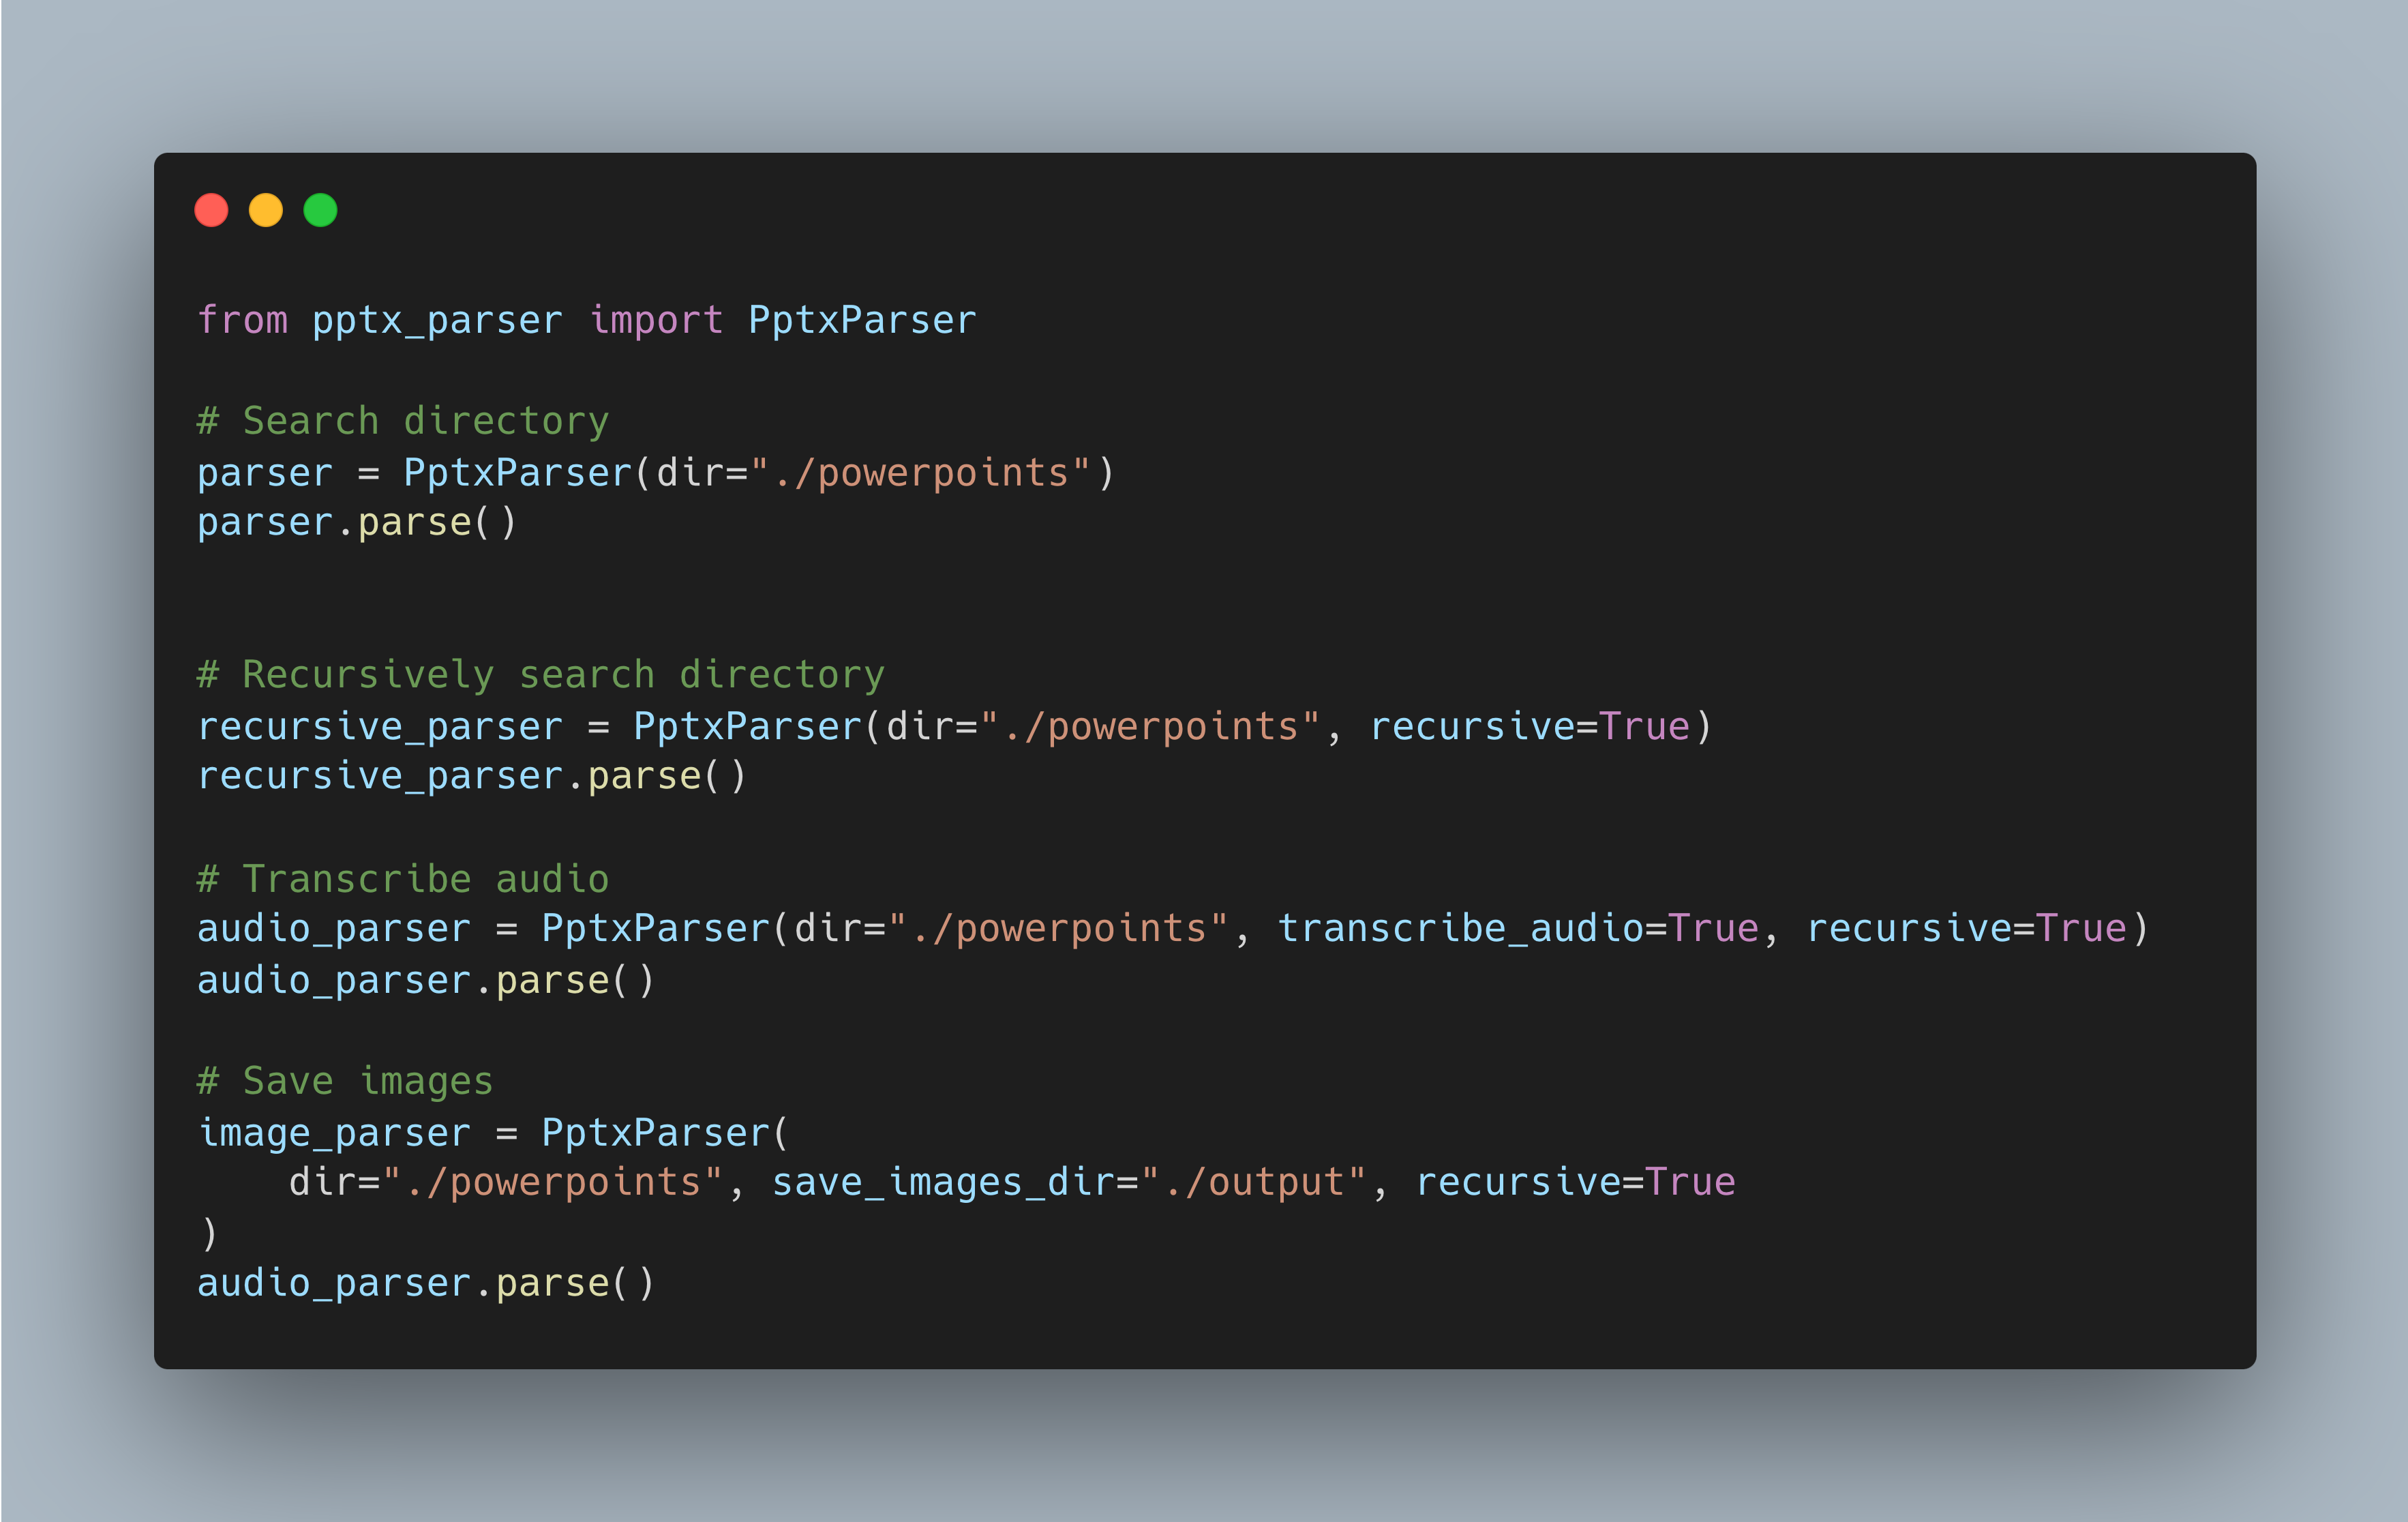 from pptx_parser import PptxParser
# Search directory
parser = PptxParser(dir="./powerpoints")
parser.parse()
# Recursively search directory
recursive_parser = PptxParser(dir="./powerpoints", recursive=True)
recursive_parser.parse()
# Transcribe audio
audio_parser = PptxParser(dir="./powerpoints", transcribe_audio=True, recursive=True)
audio_parser.parse()
# Save images
image_parser = PptxParser(
    dir="./powerpoints", save_images_dir="./output", recursive=True
)
audio_parser.parse()